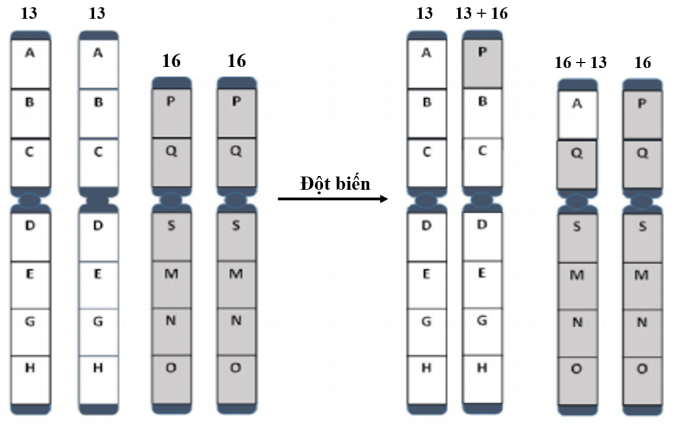 13 13 13 13 + 16
16 16 16 + 13 16
A A A P
P P A P
B B B B
Q Q Q Q
C C C C
Đột biến
D D S S D D S S
E E M M E E M M
G G N N G G N N
H H O O H H O O